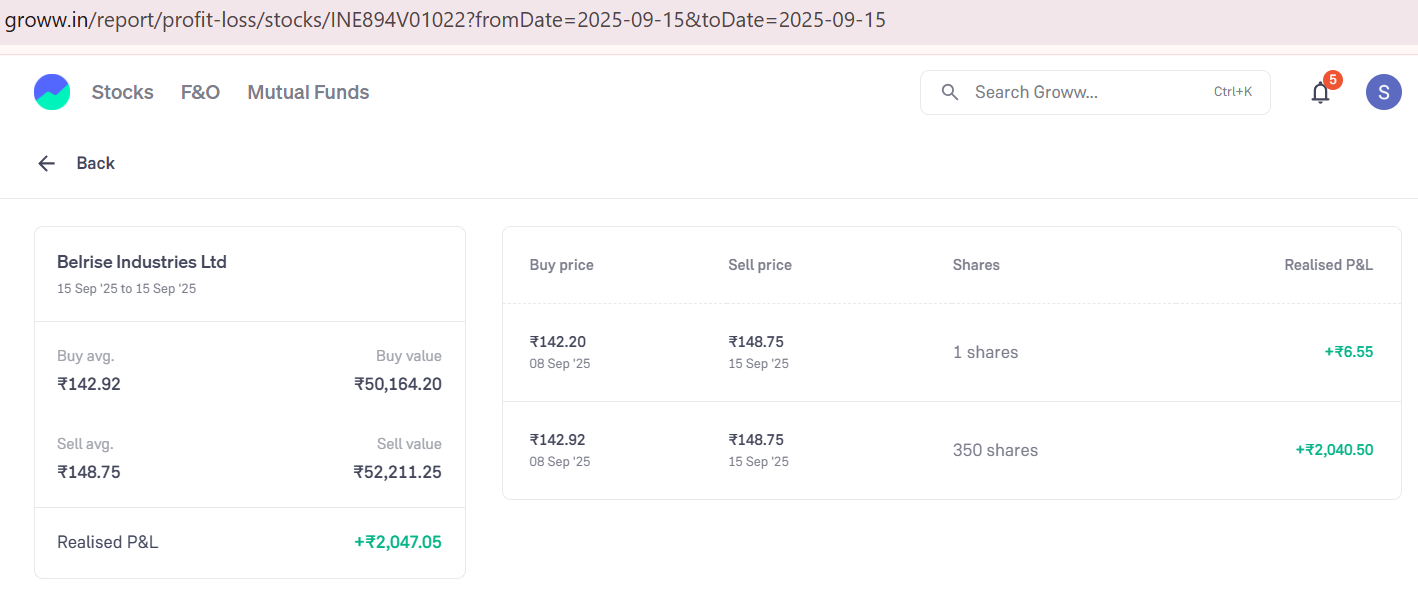 groww.in/report/profit-loss/stocks/INE894V01022?fromDate=2025-09-15&toDate=2025-09-15
Stocks F&O Mutual Funds Search Groww... Ctrl+K 5 S
Back
Belrise Industries Ltd
15 Sep '25 to 15 Sep '25
Buy avg. Buy value
₹142.92 ₹50,164.20
Sell avg. Sell value
₹148.75 ₹52,211.25
Realised P&L +₹2,047.05
Buy price Sell price Shares Realised P&L
₹142.20 ₹148.75 1 shares +₹6.55
08 Sep '25 15 Sep '25
₹142.92 ₹148.75 350 shares +₹2,040.50
08 Sep '25 15 Sep '25